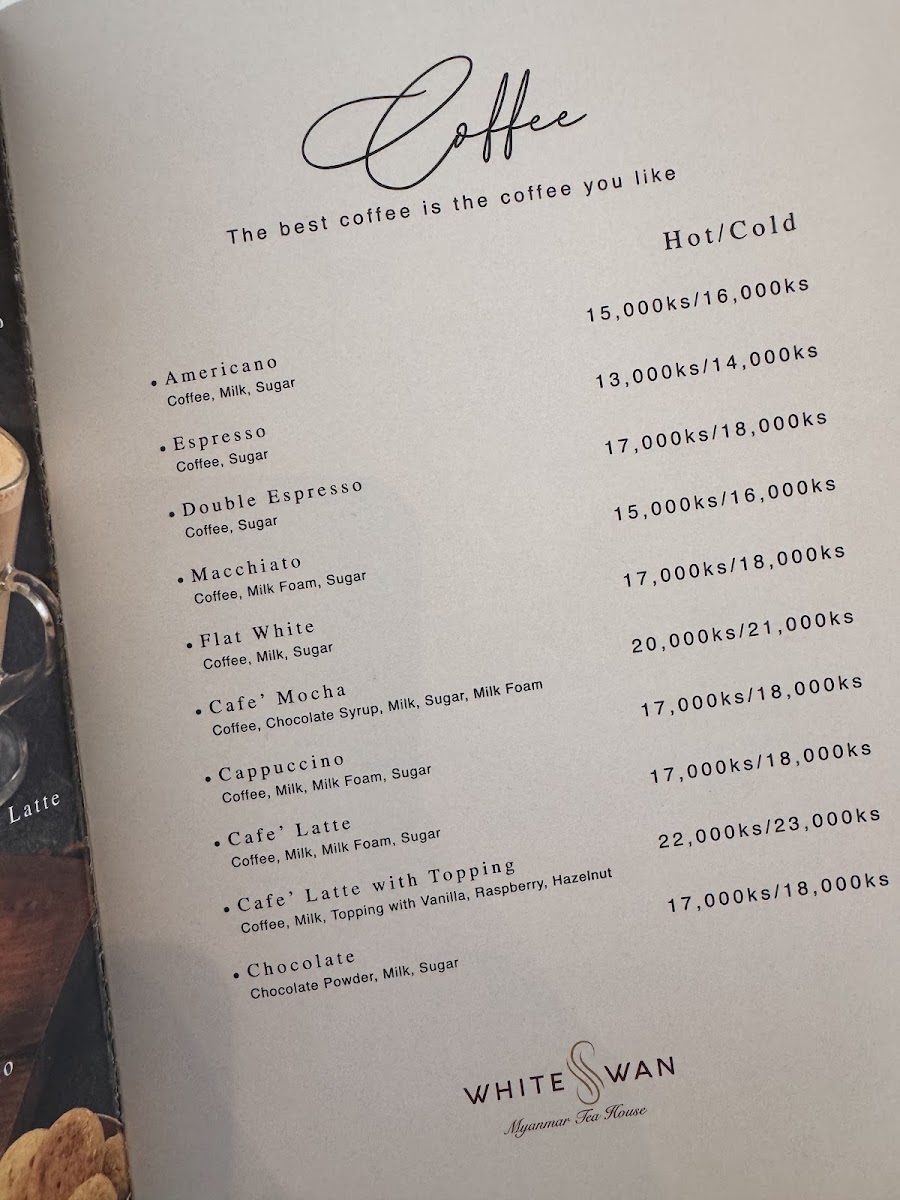 Coffee
The best coffee is the coffee you like
Hot/Cold
• Americano 15,000ks/16,000ks
Coffee, Milk, Sugar
• Espresso 13,000ks/14,000ks
Coffee, Sugar
• Double Espresso 17,000ks/18,000ks
Coffee, Sugar
• Macchiato 15,000ks/16,000ks
Coffee, Milk Foam, Sugar
• Flat White 17,000ks/18,000ks
Coffee, Milk, Sugar
• Cafe’ Mocha 20,000ks/21,000ks
Coffee, Chocolate Syrup, Milk, Sugar, Milk Foam
• Cappuccino 17,000ks/18,000ks
Coffee, Milk, Milk Foam, Sugar
• Cafe’ Latte 17,000ks/18,000ks
Coffee, Milk, Milk Foam, Sugar
• Cafe’ Latte with Topping 22,000ks/23,000ks
Coffee, Milk, Topping with Vanilla, Raspberry, Hazelnut
• Chocolate 17,000ks/18,000ks
Chocolate Powder, Milk, Sugar
WHITE SWAN
Myanmar Tea House
Latte